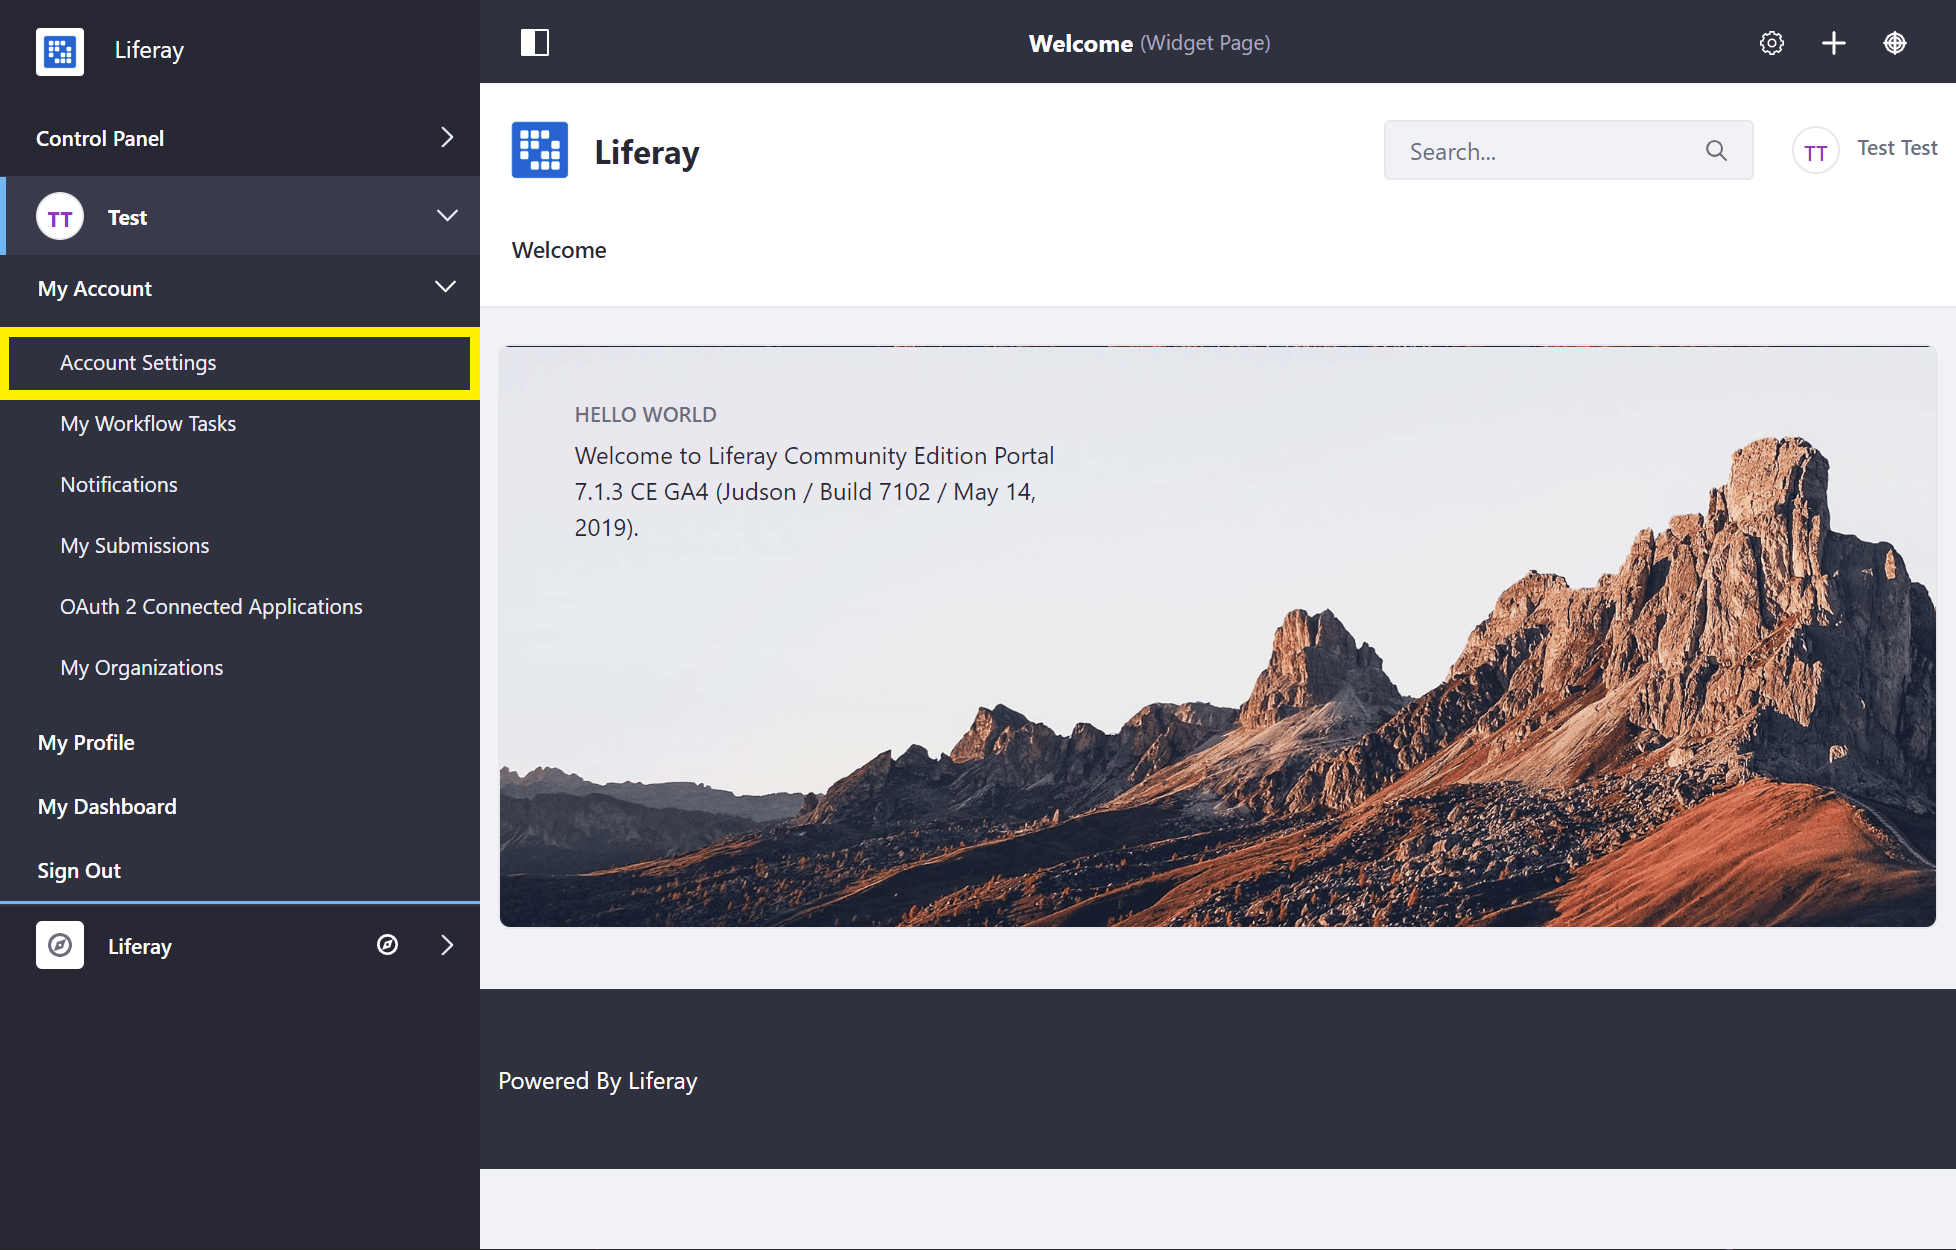 Liferay
Control Panel
TT Test
My Account
Account Settings
My Workflow Tasks
Notifications
My Submissions
OAuth 2 Connected Applications
My Organizations
My Profile
My Dashboard
Sign Out
Liferay
Welcome (Widget Page)
Liferay
Search...
TT Test Test
Welcome
HELLO WORLD
Welcome to Liferay Community Edition Portal
7.1.3 CE GA4 (Judson / Build 7102 / May 14,
2019).
Powered By Liferay